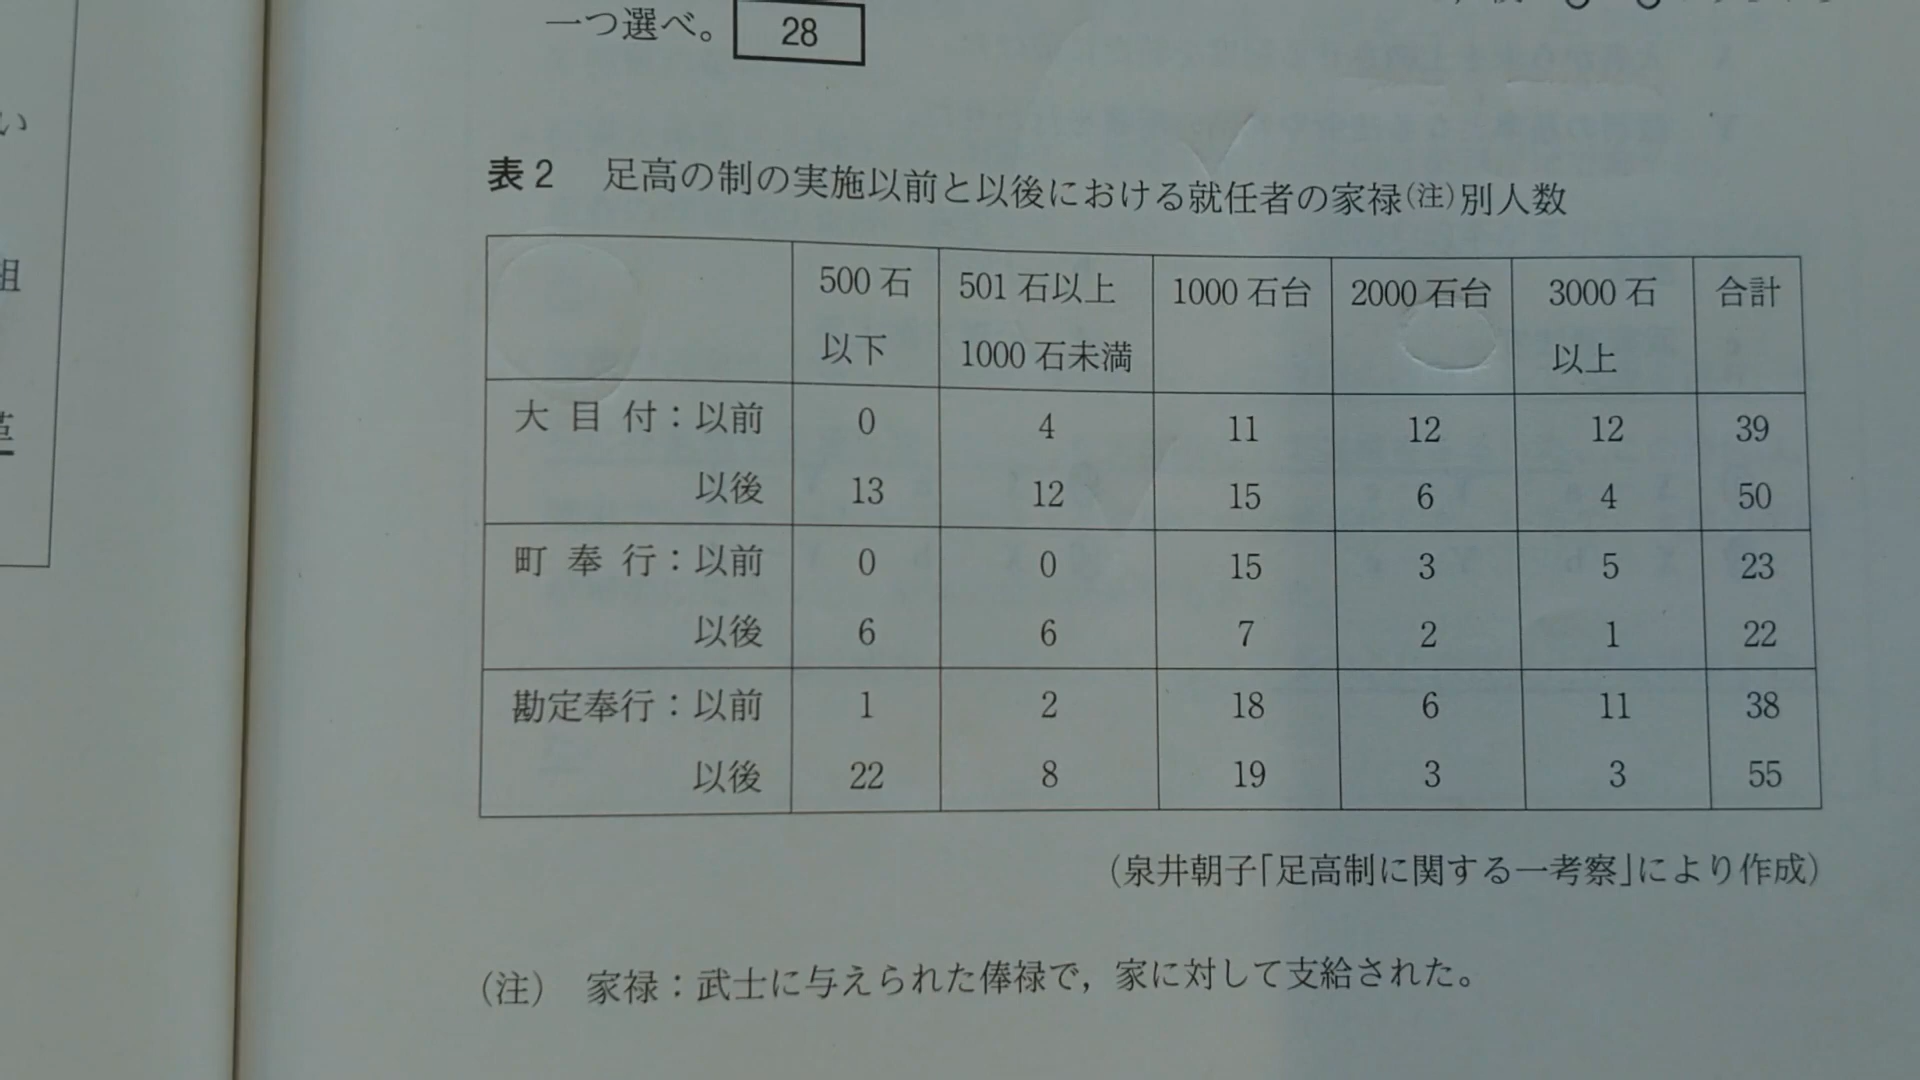 一つ選べ。 28
表2 足高の制の実施以前と以後における就任者の家禄(注)別人数
500石以下 501石以上1000石未満 1000石台 2000石台 3000石以上 合計
大目付：以前 0 4 11 12 12 39
以後 13 12 15 6 4 50
町奉行：以前 0 0 15 3 5 23
以後 6 6 7 2 1 22
勘定奉行：以前 1 2 18 6 11 38
以後 22 8 19 3 3 55
(泉井朝子「足高制に関する一考察」により作成)
(注) 家禄：武士に与えられた俸禄で，家に対して支給された。
い
組
革